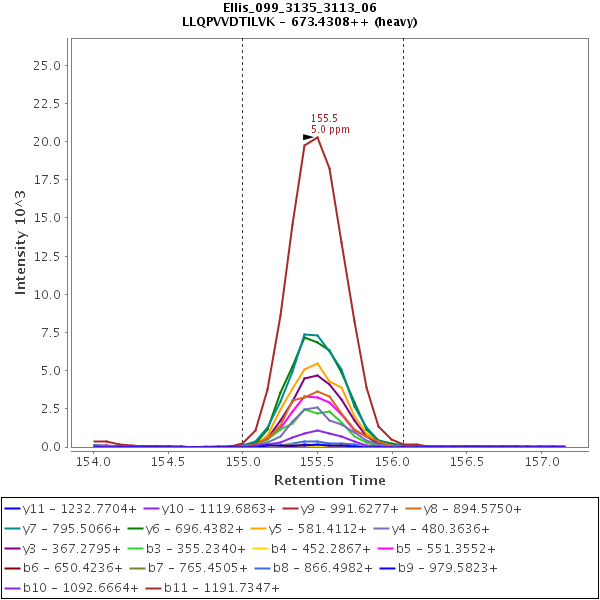 Ellis_099_3135_3113_06
LLQPVVDTILVK - 673.4308++ (heavy)
25.0
22.5
20.0
17.5
15.0
12.5
10.0
7.5
5.0
2.5
0.0
Intensity 10^3
155.5
5.0 ppm
154.0 154.5 155.0 155.5 156.0 156.5 157.0
Retention Time
y11 - 1232.7704+ y10 - 1119.6863+ y9 - 991.6277+ y8 - 894.5750+
y7 - 795.5066+ y6 - 696.4382+ y5 - 581.4112+ y4 - 480.3636+
y3 - 367.2795+ b3 - 355.2340+ b4 - 452.2867+ b5 - 551.3552+
b6 - 650.4236+ b7 - 765.4505+ b8 - 866.4982+ b9 - 979.5823+
b10 - 1092.6664+ b11 - 1191.7347+